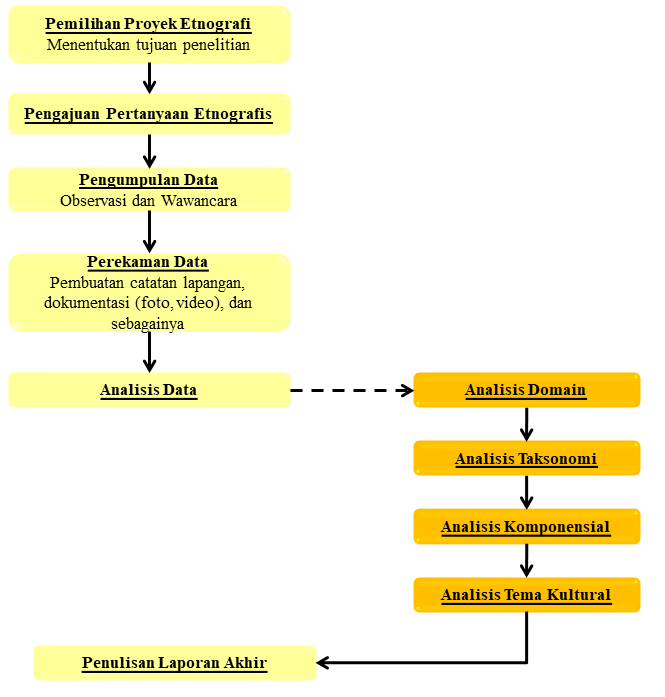 Pemilihan Proyek Etnografi
Menentukan tujuan penelitian
Pengajuan Pertanyaan Etnografis
Pengumpulan Data
Observasi dan Wawancara
Perekaman Data
Pembuatan catatan lapangan,
dokumentasi (foto, video), dan
sebagainya
Analisis Data
Analisis Domain
Analisis Taksonomi
Analisis Komponensial
Analisis Tema Kultural
Penulisan Laporan Akhir